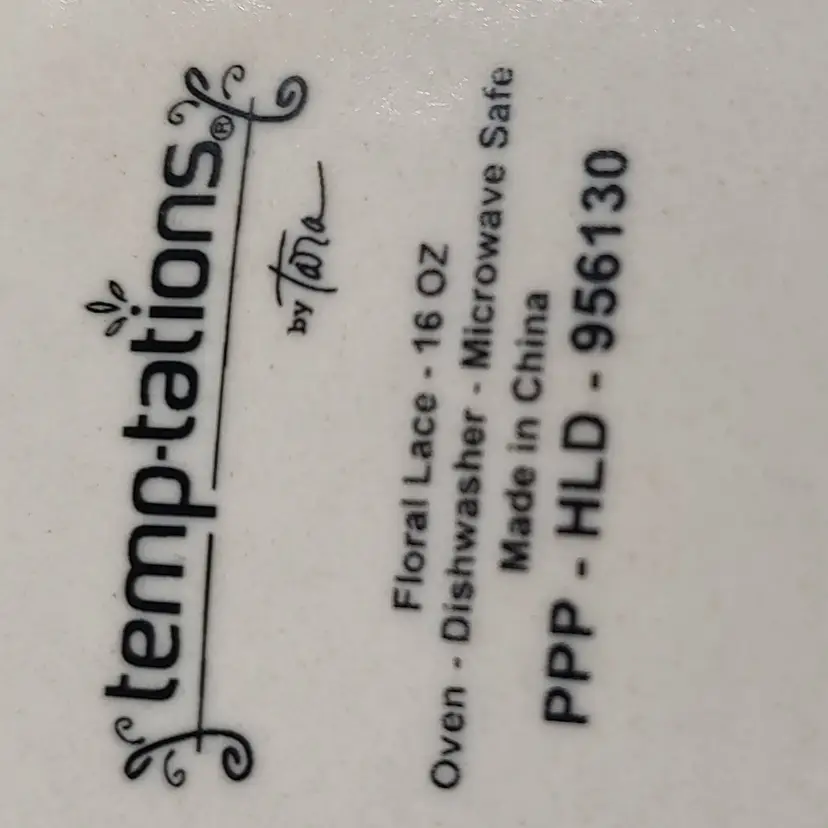 temp-tations®
by Tara
Floral Lace - 16 OZ
Oven - Dishwasher - Microwave Safe
Made in China
PPP - HLD - 956130